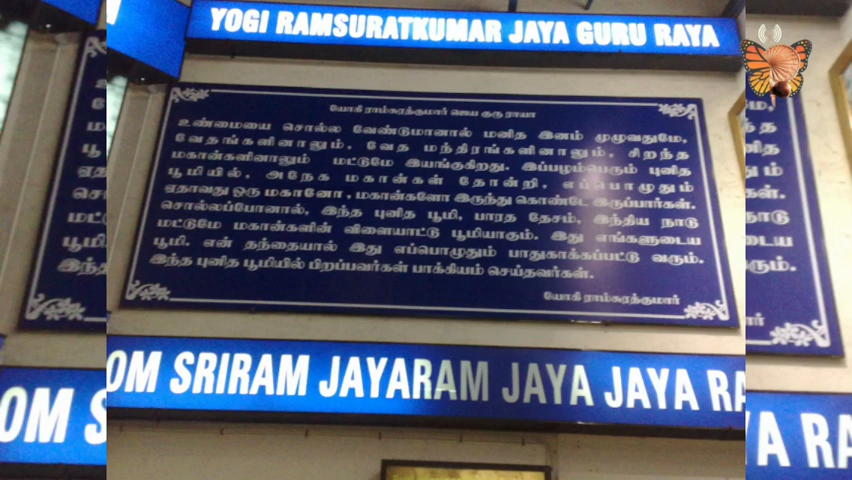 YOGI RAMSURATKUMAR JAYA GURU RAYA
யோகி ராம்சுரத்குமார் ஜெய குரு ராயா
உண்மையை சொல்ல வேண்டுமானால் மனித இனம் முழுவதுமே,
வேதங்களினாலும், வேத மந்திரங்களினாலும், சிறந்த
மகான்களினாலும் மட்டுமே இயங்குகிறது. இப்பழம்பெரும் புனித
பூமியில், அநேக மகான்கள் தோன்றி, எப்பொழுதும்
ஏதாவது ஒரு மகானோ, மகான்களோ இருந்து கொண்டே இருப்பார்கள்.
சொல்லப்போனால், இந்த புனித பூமி, பாரத தேசம், இந்திய நாடு
மட்டுமே மகான்களின் விளையாட்டு பூமியாகும். இது எங்களுடைய
பூமி. என் தந்தையால் இது எப்பொழுதும் பாதுகாக்கப்பட்டு வரும்.
இந்த புனித பூமியில் பிறப்பவர்கள் பாக்கியம் செய்தவர்கள்.
யோகி ராம்சுரத்குமார்
OM SRIRAM JAYARAM JAYA JAYA RA